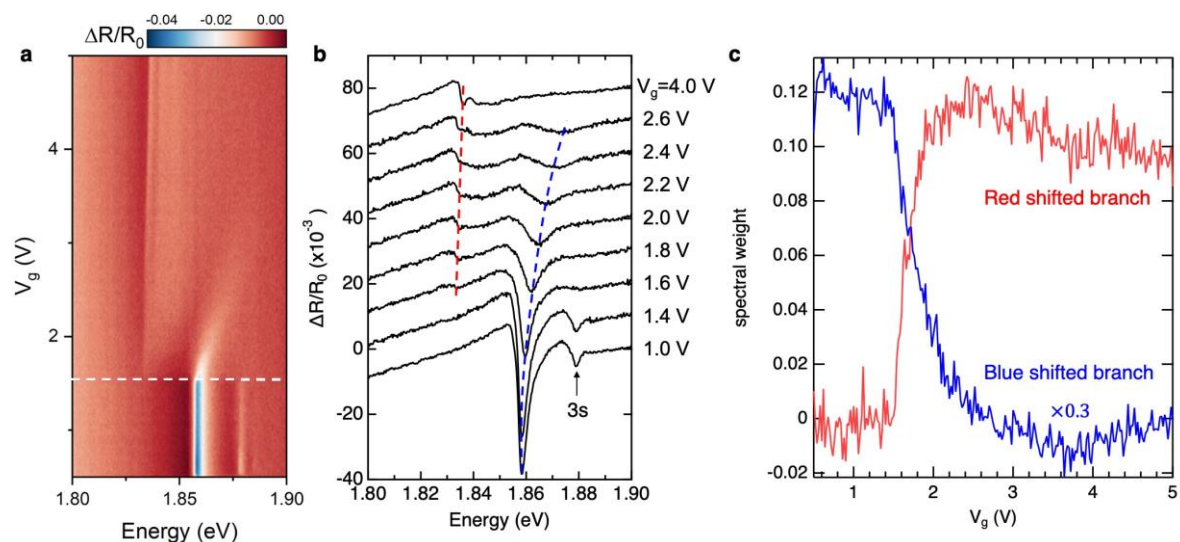 a
ΔR/R0
-0.04 -0.02 0.00
Vg (V)
4
2
1.80 1.85 1.90
Energy (eV)
b
ΔR/R0 (x10-3)
80
60
40
20
0
-20
-40
Vg=4.0 V
2.6 V
2.4 V
2.2 V
2.0 V
1.8 V
1.6 V
1.4 V
1.0 V
3s
1.80 1.82 1.84 1.86 1.88 1.90
Energy (eV)
c
spectral weight
0.12
0.10
0.08
0.06
0.04
0.02
0
-0.02
Red shifted branch
Blue shifted branch
×0.3
1 2 3 4 5
Vg (V)